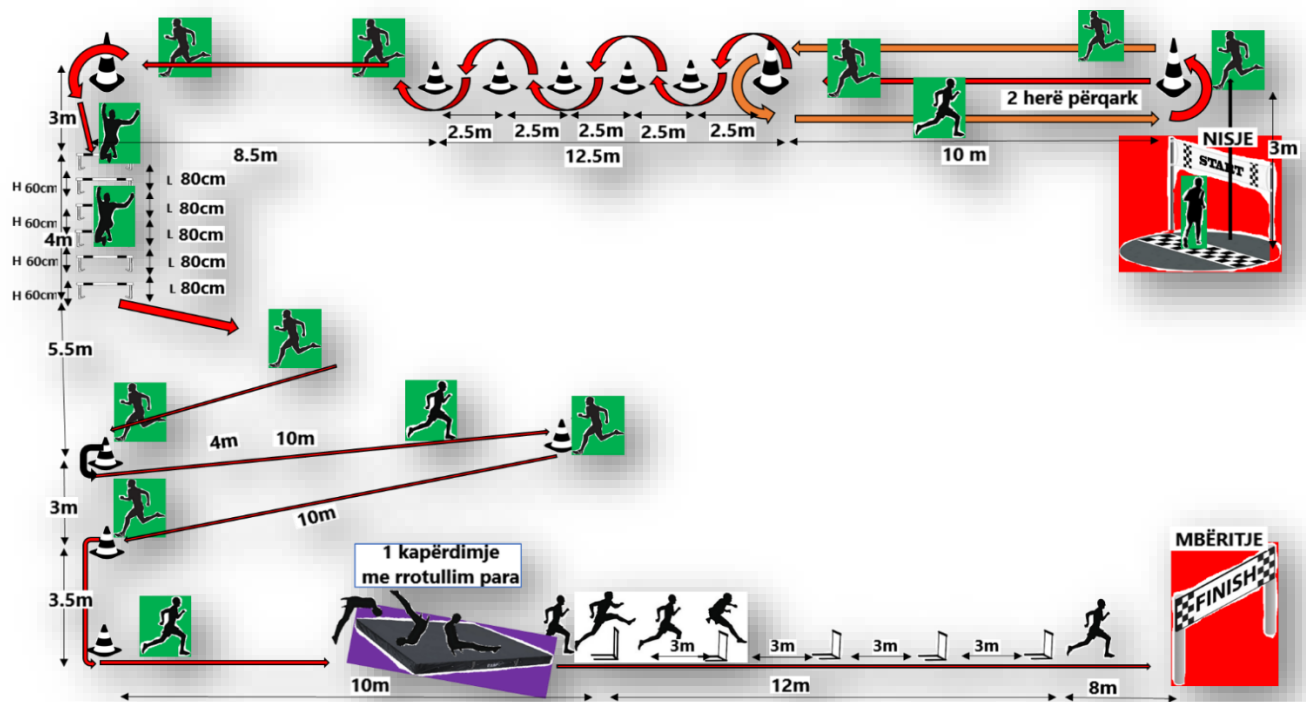 2 herë përqark
3m
2.5m 2.5m 2.5m 2.5m 2.5m
NISJE
8.5m 12.5m 10 m 3m
START
H 60cm L 80cm
L 80cm
H 60cm
4m L 80cm
H 60cm L 80cm
H 60cm L 80cm
5.5m
4m 10m
3m
10m
MBËRITJE
1 kapërdimje
me rrotullim para
FINISH
3.5m
3m 3m 3m 3m
10m 12m 8m